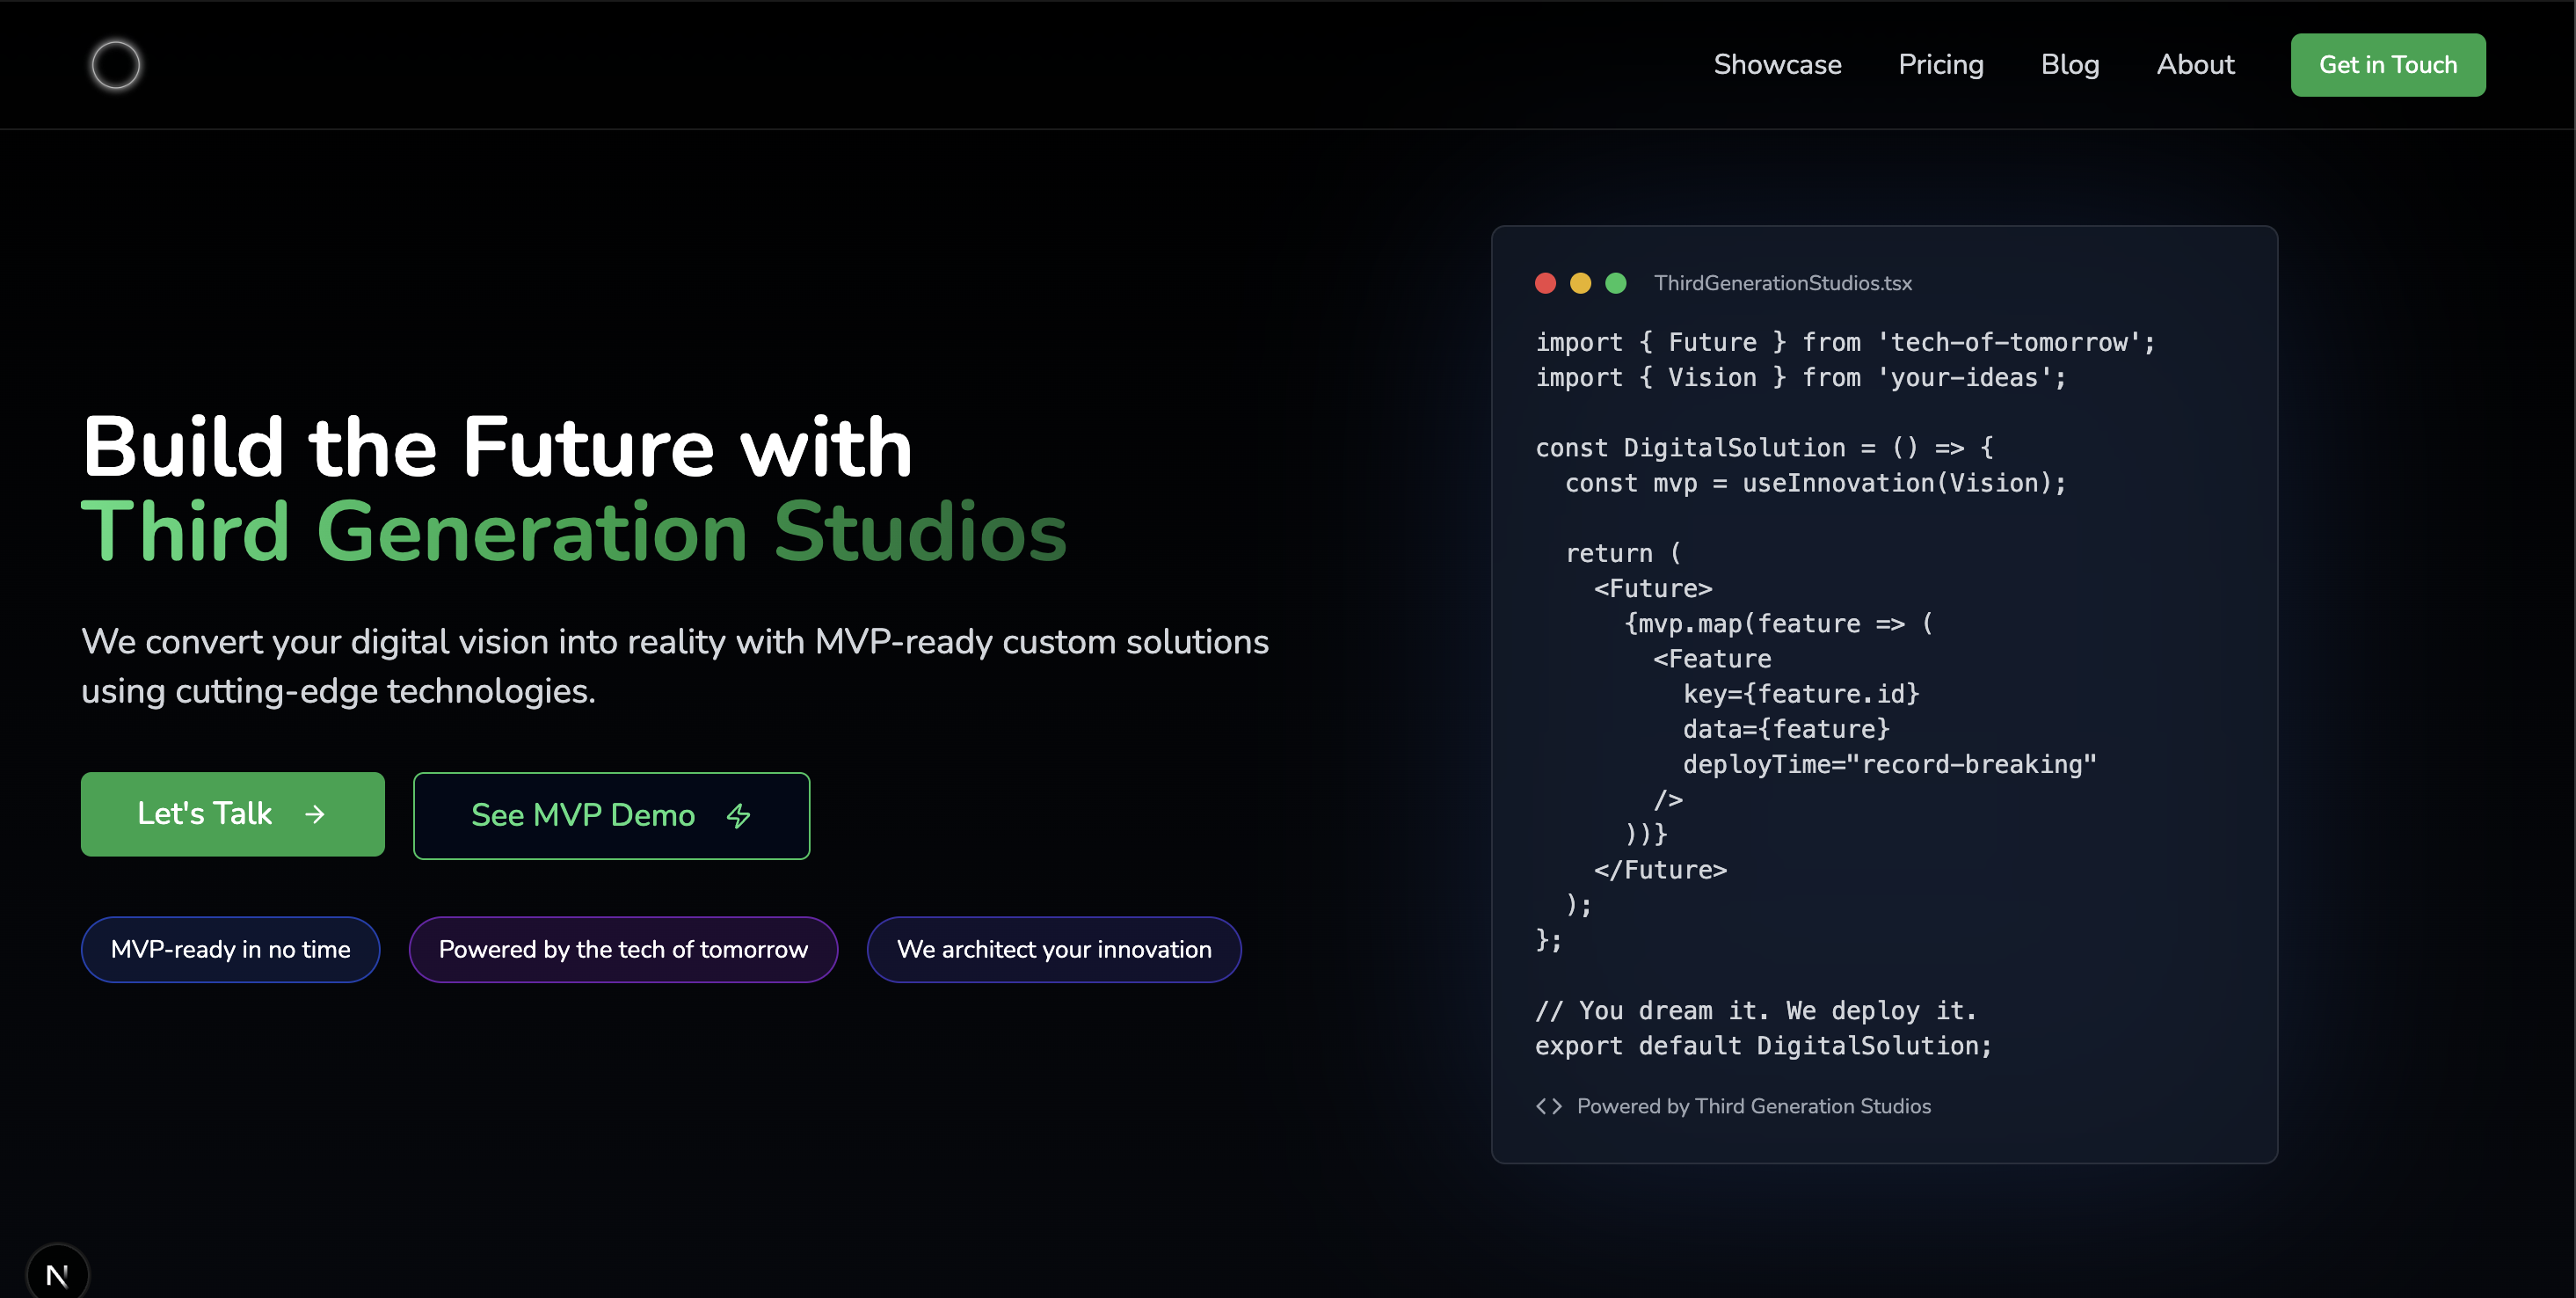 Showcase
Pricing
Blog
About
Get in Touch
Build the Future with
Third Generation Studios
We convert your digital vision into reality with MVP-ready custom solutions
using cutting-edge technologies.
Let's Talk →
See MVP Demo
MVP-ready in no time
Powered by the tech of tomorrow
We architect your innovation
ThirdGenerationStudios.tsx
import { Future } from 'tech-of-tomorrow';
import { Vision } from 'your-ideas';

const DigitalSolution = () => {
  const mvp = useInnovation(Vision);

  return (
    <Future>
      {mvp.map(feature => (
        <Feature
          key={feature.id}
          data={feature}
          deployTime="record-breaking"
        />
      ))}
    </Future>
  );
};

// You dream it. We deploy it.
export default DigitalSolution;
<> Powered by Third Generation Studios
N